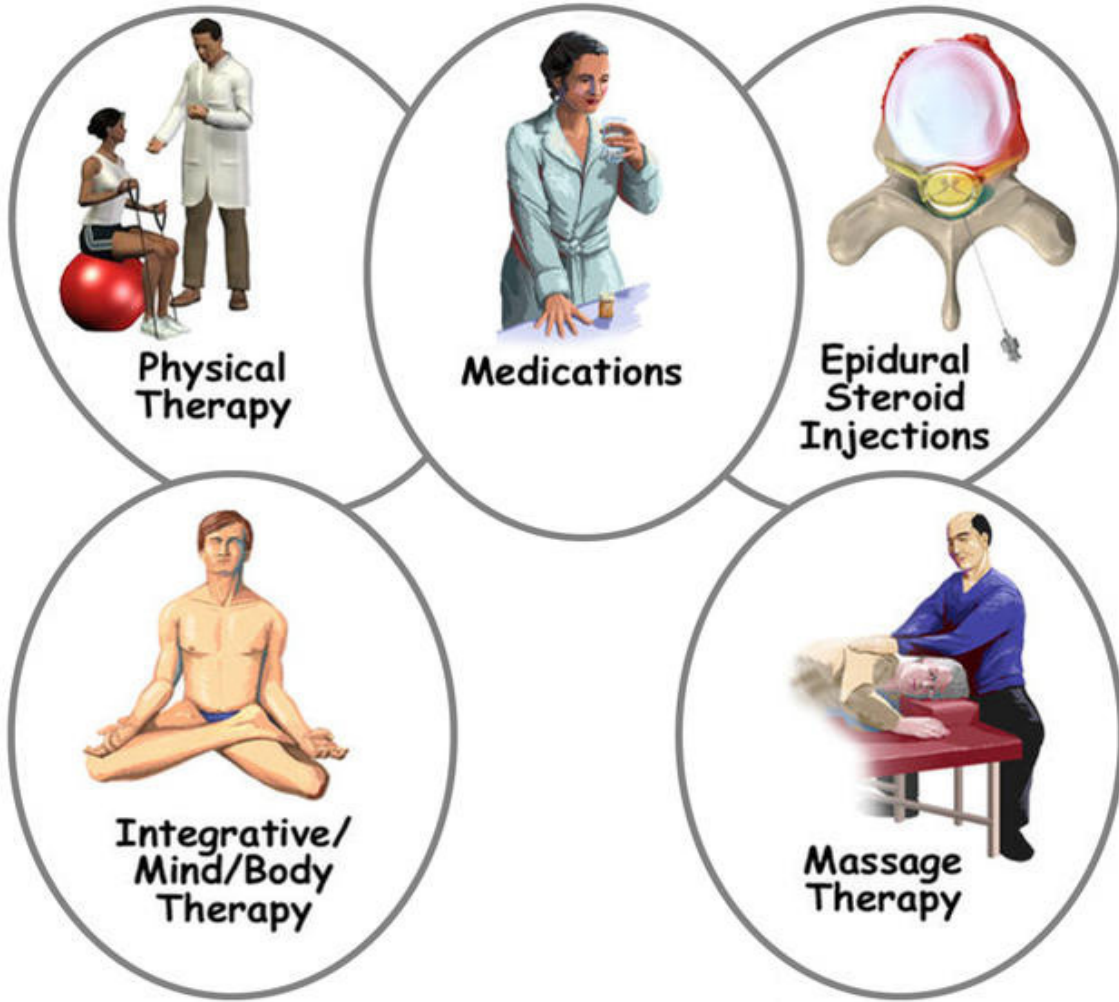 Physical
Therapy
Medications
Epidural
Steroid
Injections
Integrative/
Mind/Body
Therapy
Massage
Therapy